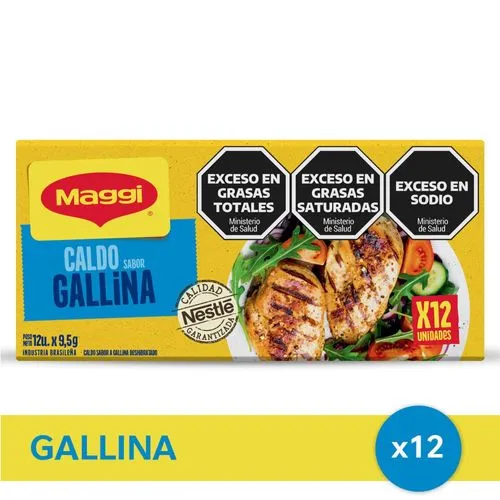 Maggi
®
CALDO SABOR
GALLINA
PESO NETO 12U. x 9,5g
INDUSTRIA BRASILEÑA
CALDO SABOR A GALLINA DESHIDRATADO
CALIDAD
Nestlé
GARANTIZADA
EXCESO EN
GRASAS
TOTALES
Ministerio
de Salud
EXCESO EN
GRASAS
SATURADAS
Ministerio
de Salud
EXCESO EN
SODIO
Ministerio
de Salud
X12
UNIDADES
GALLINA
x12